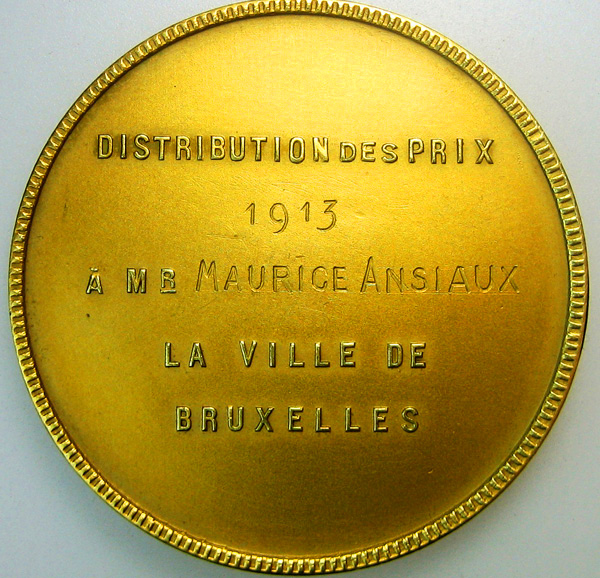 DISTRIBUTION DES PRIX
1913
À MR MAURICE ANSIAUX
LA VILLE DE
BRUXELLES